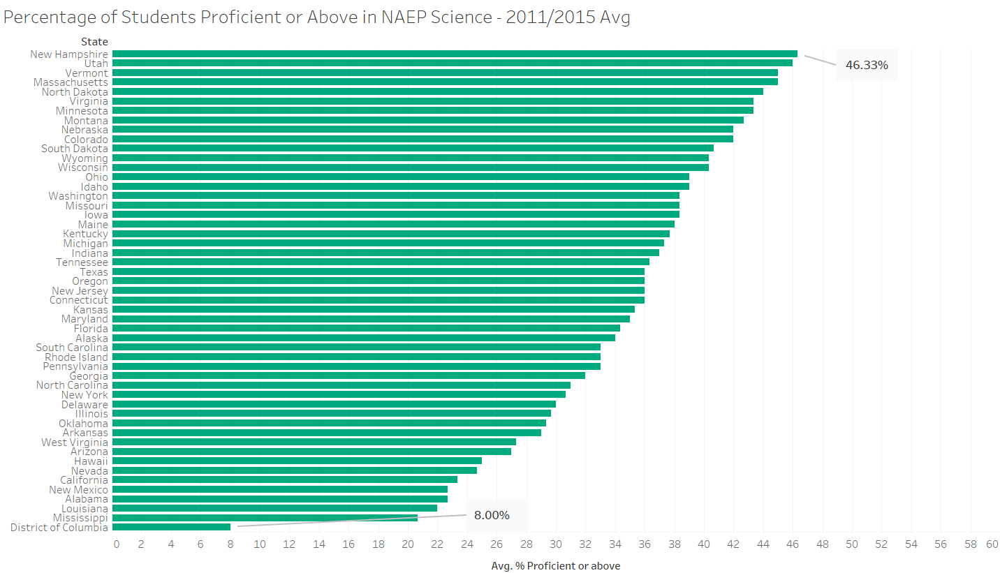 Percentage of Students Proficient or Above in NAEP Science - 2011/2015 Avg
State
New Hampshire
46.33%
Utah
Vermont
Massachusetts
North Dakota
Virginia
Minnesota
Montana
Nebraska
Colorado
South Dakota
Wyoming
Wisconsin
Ohio
Idaho
Washington
Missouri
Iowa
Maine
Kentucky
Michigan
Indiana
Tennessee
Texas
Oregon
New Jersey
Connecticut
Kansas
Maryland
Florida
Alaska
South Carolina
Rhode Island
Pennsylvania
Georgia
North Carolina
New York
Delaware
Illinois
Oklahoma
Arkansas
West Virginia
Arizona
Hawaii
Nevada
California
New Mexico
Alabama
Louisiana
Mississippi
8.00%
District of Columbia
0 2 4 6 8 10 12 14 16 18 20 22 24 26 28 30 32 34 36 38 40 42 44 46 48 50 52 54 56 58 60
Avg. % Proficient or above